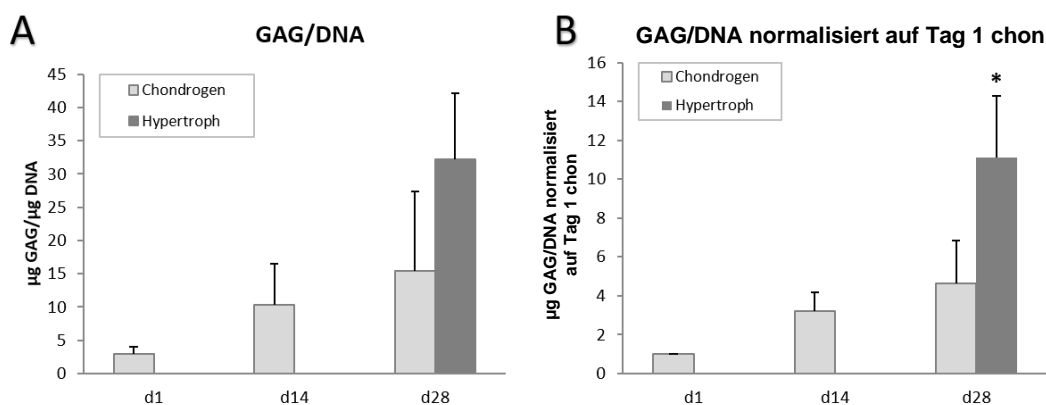 A
GAG/DNA
µg GAG/µg DNA
45
40
35
30
25
20
15
10
5
0
Chondrogen
Hypertroph
d1
d14
d28
B
GAG/DNA normalisiert auf Tag 1 chon
µg GAG/DNA normalisiert
auf Tag 1 chon
16
14
12
10
8
6
4
2
0
Chondrogen
Hypertroph
*
d1
d14
d28